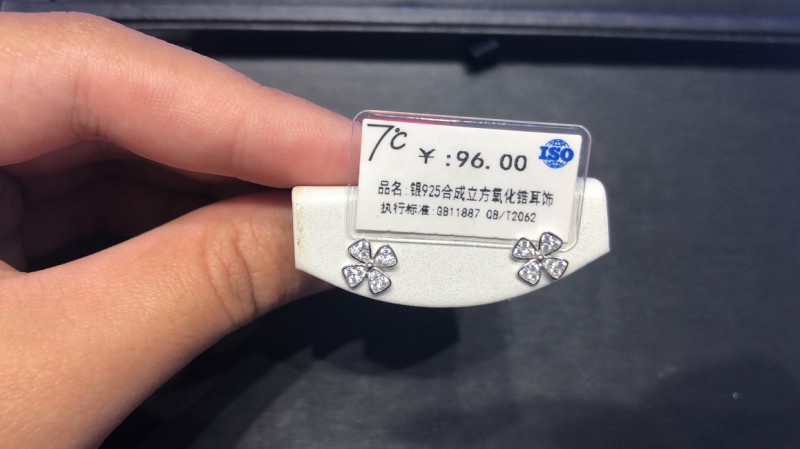 7℃
¥:96.00
ISO
品名:银925合成立方氧化锆耳饰
执行标准:GB11887 QB/T2062